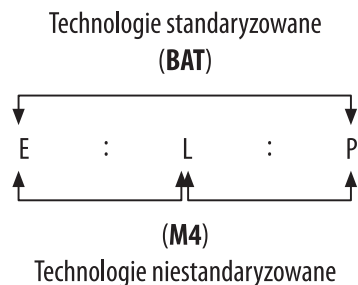 Technologie standaryzowane
(BAT)
E : L : P
(M4)
Technologie niestandaryzowane